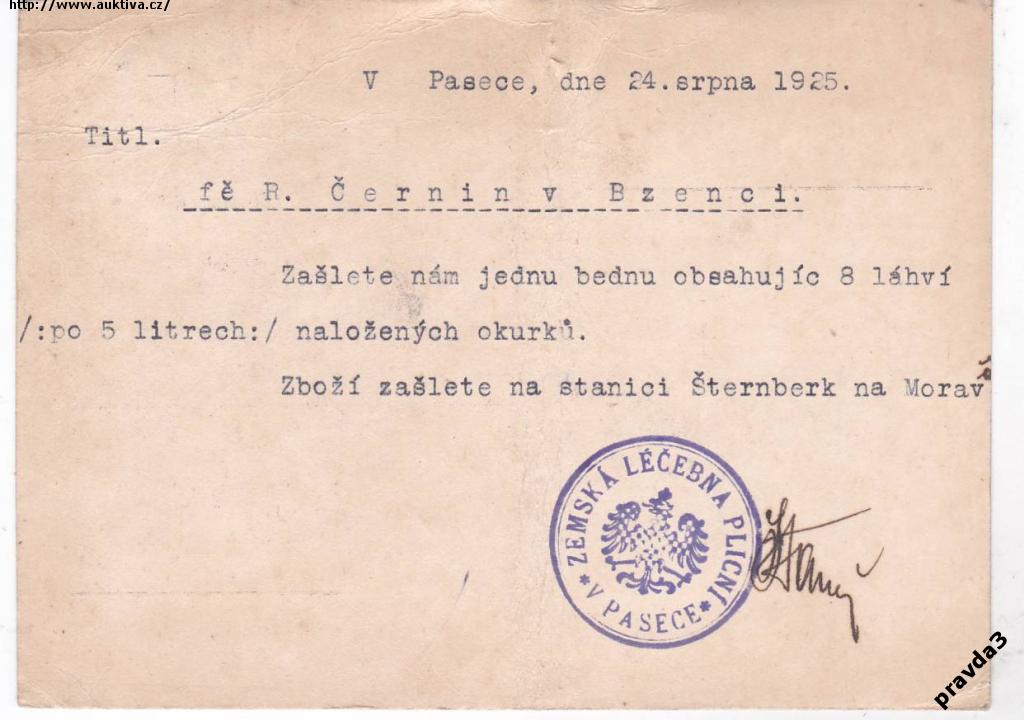 http://www.auktiva.cz/
V Pasece, dne 24.srpna 1925.
Titl.
fě R. Černin v Bzenci.
Zašlete nám jednu bednu obsahujíc 8 láhví
/:po 5 litrech:/ naložených okurků.
Zboží zašlete na stanici Šternberk na Moravě
ZEMSKÁ LÉČEBNA PLICNÍ
* V PASECE *
pravda3